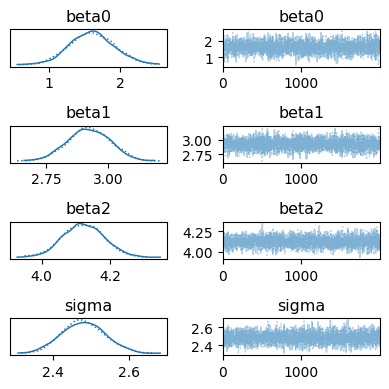 beta0 beta0
2
1
1 2 0 1000
beta1 beta1
3.00
2.75
2.75 3.00 0 1000
beta2 beta2
4.25
4.00
4.0 4.2 0 1000
sigma sigma
2.6
2.4
2.4 2.6 0 1000